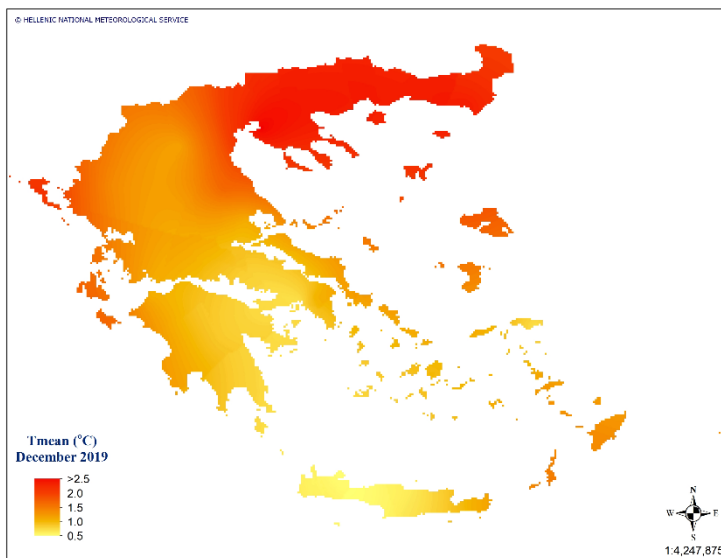 © HELLENIC NATIONAL METEOROLOGICAL SERVICE
Tmean (°C)
December 2019
>2.5
2.0
1.5
1.0
0.5
N
W E
S
1:4,247,875